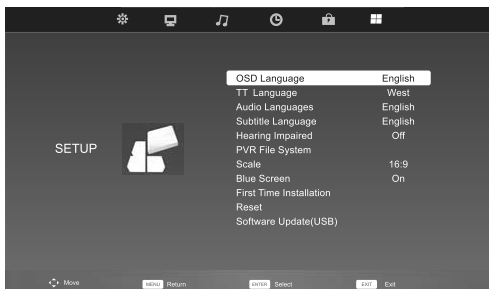 OSD Language English
TT Language West
Audio Languages English
Subtitle Language English
Hearing Impaired Off
SETUP
PVR File System
Scale 16:9
Blue Screen On
First Time Installation
Reset
Software Update(USB)
Move MENU Return ENTER Select EXIT Exit